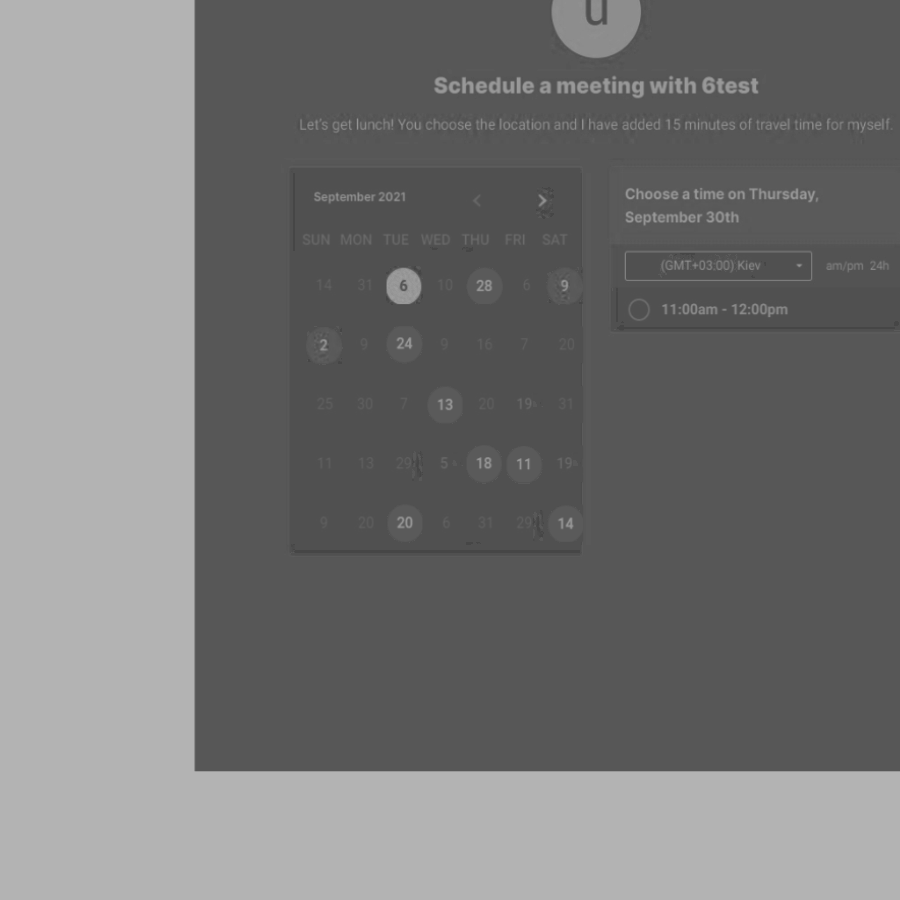 u
Schedule a meeting with 6test
Let's get lunch! You choose the location and I have added 15 minutes of travel time for myself.
September 2021
SUN MON TUE WED THU FRI SAT
14 31 6 10 28 6 9
2 9 24 9 16 7 20
25 30 7 13 20 19 31
11 13 29 5 18 11 19
9 20 20 6 31 29 14
Choose a time on Thursday,
September 30th
(GMT+03:00) Kiev am/pm 24h
11:00am - 12:00pm